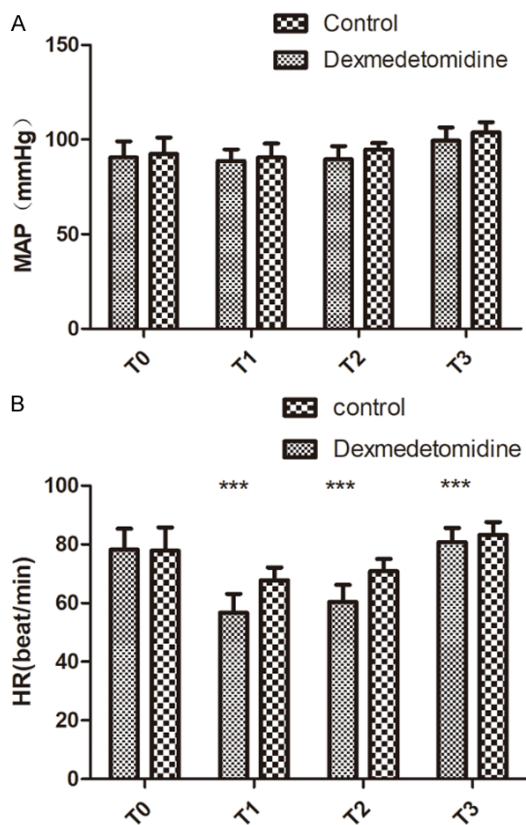 A
Control
Dexmedetomidine
150
100
50
0
MAP（mmHg)
T0
T1
T2
T3
B
control
Dexmedetomidine
100
80
60
40
20
0
HR(beat/min)
***
***
***
T0
T1
T2
T3